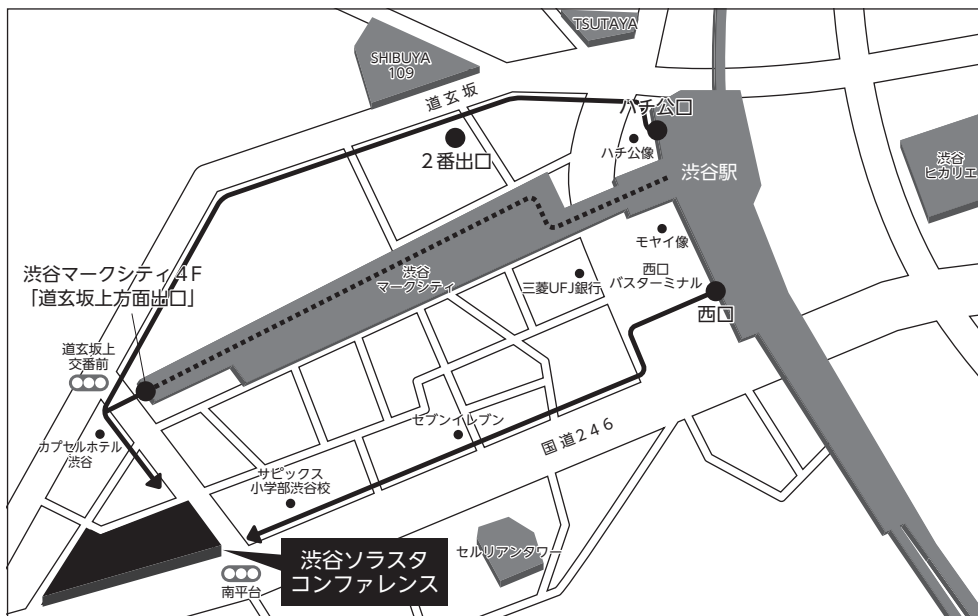 TSUTAYA
SHIBUYA
109
道玄坂
ハチ公口
2番出口
ハチ公像
渋谷駅
渋谷
ヒカリエ
モヤイ像
渋谷マークシティ4F
「道玄坂上方面出口」
渋谷
マークシティ
三菱UFJ銀行
西口
バスターミナル
西口
道玄坂上
交番前
セブンイレブン
国道246
カプセルホテル
渋谷
サピックス
小学部渋谷校
セルリアンタワー
渋谷ソラスタ
コンファレンス
南平台